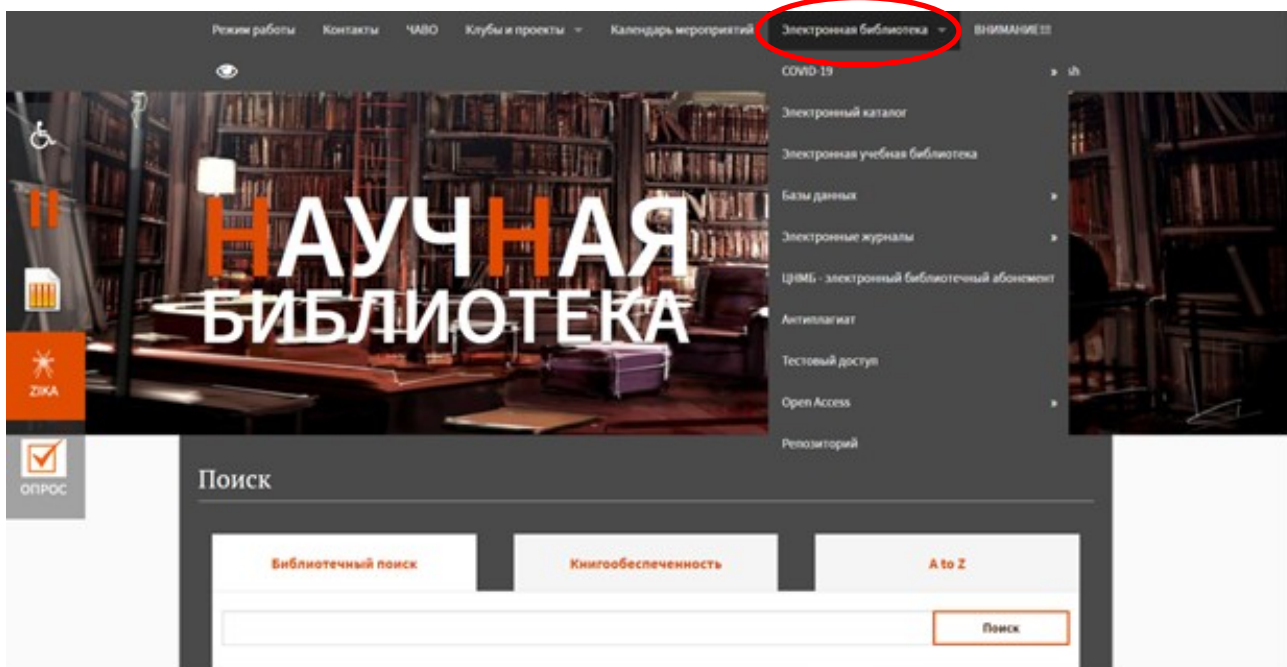 Режим работы Контакты ЧАВО Клубы и проекты Календарь мероприятий Электронная библиотека ВНИМАНИЕ!!!
COVID-19 » sh
Электронный каталог
Электронная учебная библиотека
Базы данных »
Электронные журналы »
ЦНМБ - электронный библиотечный абонемент
Антиплагиат
Тестовый доступ
Open Access »
Репозиторий
НАУЧНАЯ
БИБЛИОТЕКА
ZIKA
ОПРОС
Поиск
Библиотечный поиск Книгообеспеченность A to Z
Поиск